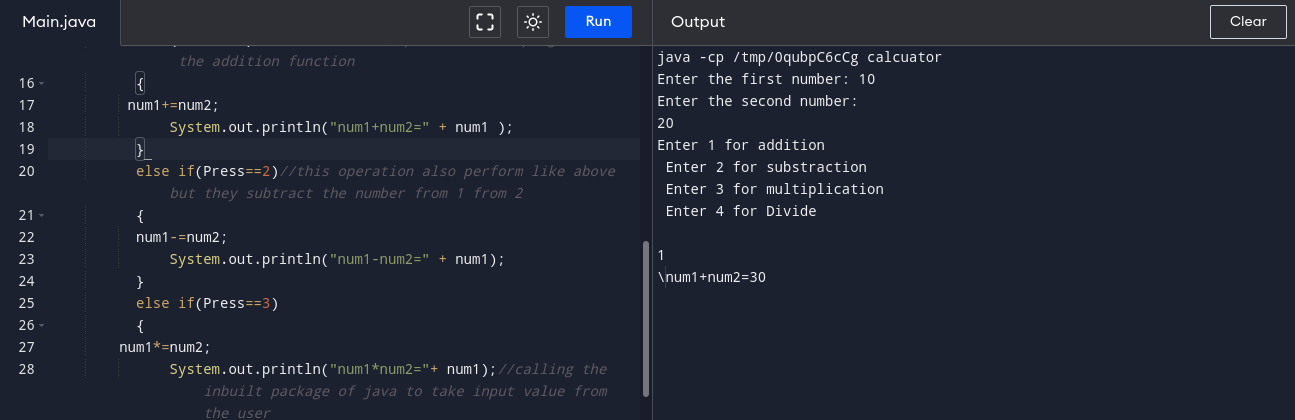 Main.java
Run
the addition function
16 {
17 num1+=num2;
18 System.out.println("num1+num2=" + num1 );
19 }
20 else if(Press==2)//this operation also perform like above
but they subtract the number from 1 from 2
21 {
22 num1-=num2;
23 System.out.println("num1-num2=" + num1);
24 }
25 else if(Press==3)
26 {
27 num1*=num2;
28 System.out.println("num1*num2="+ num1);//calling the
inbuilt package of java to take input value from
the user
Output
Clear
java -cp /tmp/0qubpC6cCg calcuator
Enter the first number: 10
Enter the second number:
20
Enter 1 for addition
Enter 2 for substraction
Enter 3 for multiplication
Enter 4 for Divide
1
\num1+num2=30